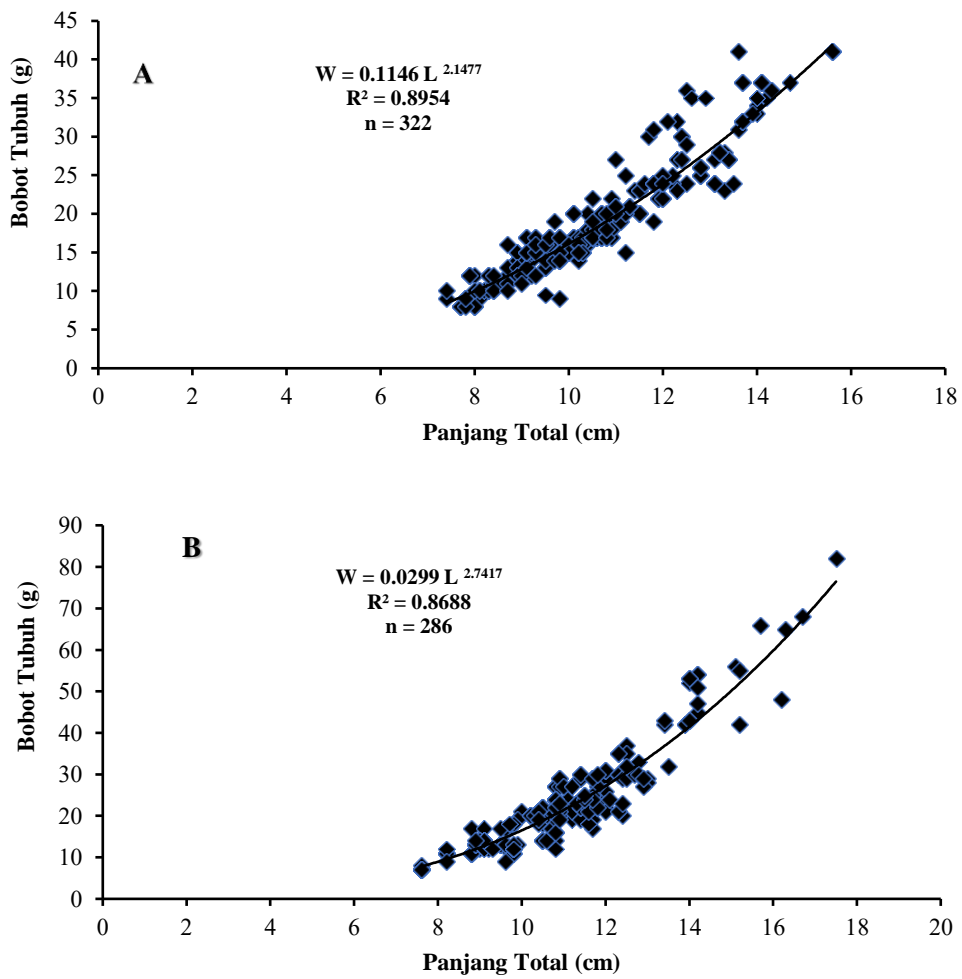 45
40
35
30
25
20
15
10
5
0
Bobot Tubuh (g)
A
W = 0.1146 L 2.1477
R² = 0.8954
n = 322
0 2 4 6 8 10 12 14 16 18
Panjang Total (cm)
90
80
70
60
50
40
30
20
10
0
Bobot Tubuh (g)
B
W = 0.0299 L 2.7417
R² = 0.8688
n = 286
0 2 4 6 8 10 12 14 16 18 20
Panjang Total (cm)